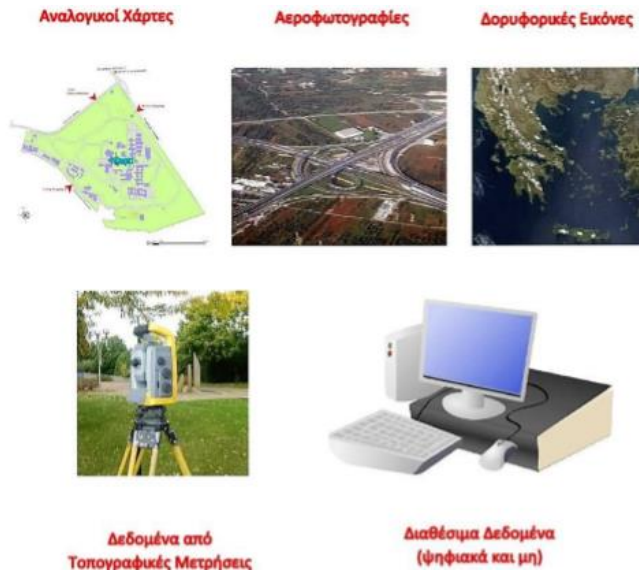 Αναλογικοί Χάρτες
Αεροφωτογραφίες
Δορυφορικές Εικόνες
Δεδομένα από
Τοπογραφικές Μετρήσεις
Διαθέσιμα Δεδομένα
(ψηφιακά και μη)